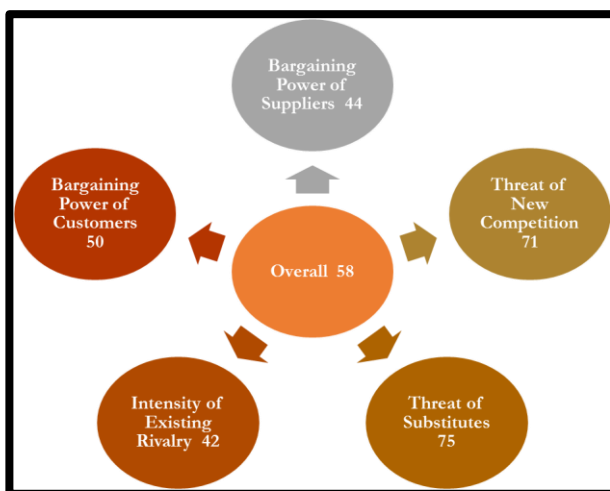 Bargaining
Power of
Suppliers 44
Bargaining
Power of
Customers
50
Threat of
New
Competition
71
Overall 58
Intensity of
Existing
Rivalry 42
Threat of
Substitutes
75